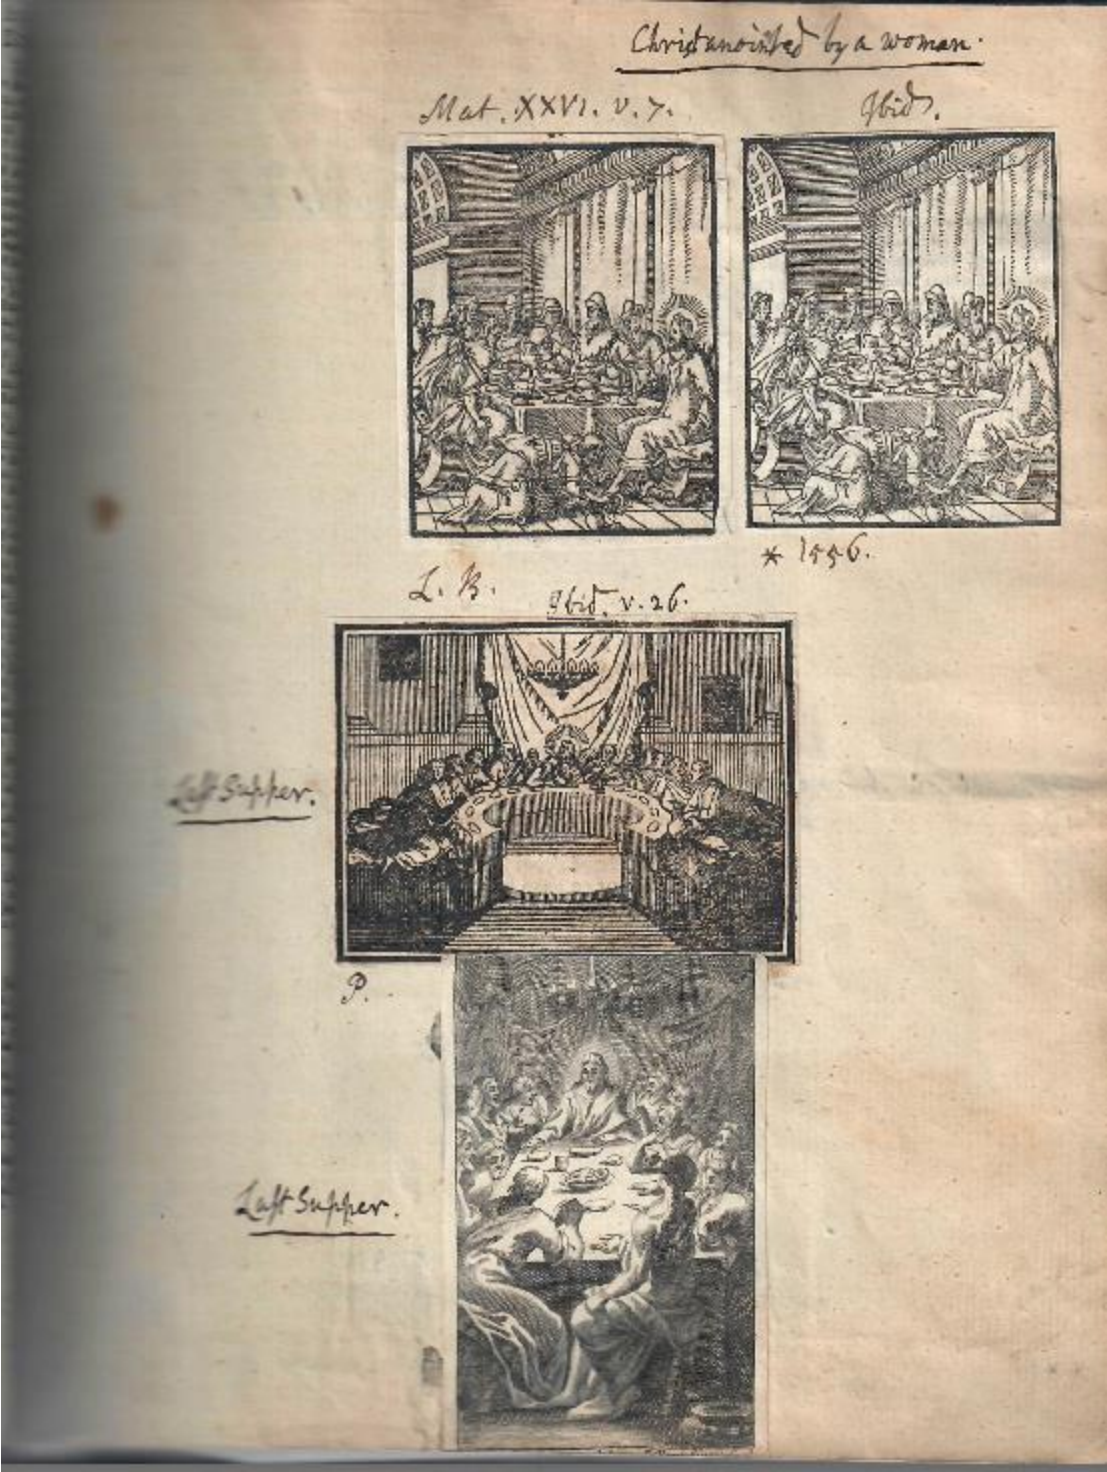 Christ anointed by a woman.
Mat. XXVI. v. 7.
Ibid.
* 1556.
L. B.
Ibid. v. 26.
Last Supper.
P.
Last Supper.